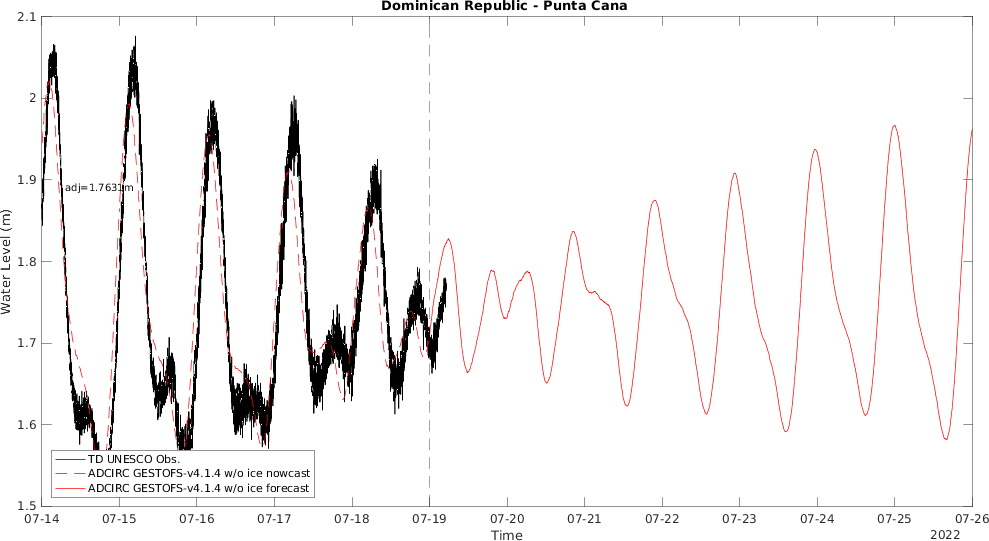 Dominican Republic - Punta Cana
2.1
2
1.9
1.8
1.7
1.6
1.5
Water Level (m)
adj=1.7631m
TD UNESCO Obs.
ADCIRC GESTOFS-v4.1.4 w/o ice nowcast
ADCIRC GESTOFS-v4.1.4 w/o ice forecast
07-14 07-15 07-16 07-17 07-18 07-19 07-20 07-21 07-22 07-23 07-24 07-25 07-26
Time
2022